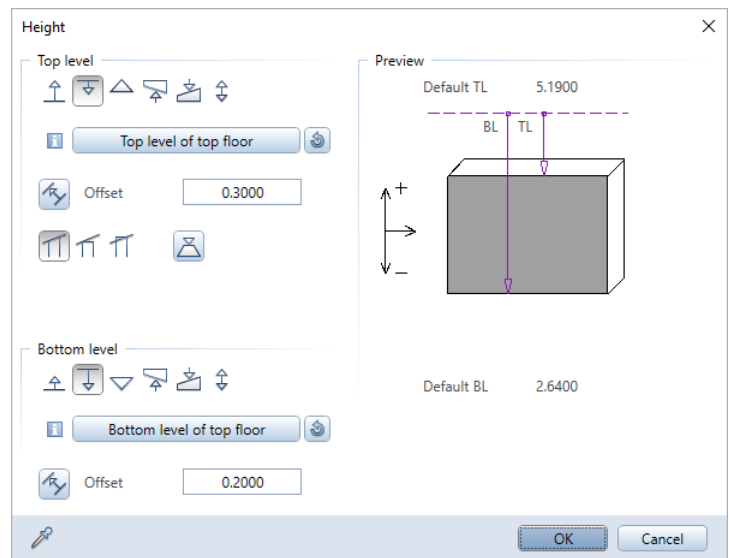 Height
Top level
Top level of top floor
Offset 0.3000
Bottom level
Bottom level of top floor
Offset 0.2000
Preview
Default TL 5.1900
BL TL
+
−
Default BL 2.6400
OK Cancel